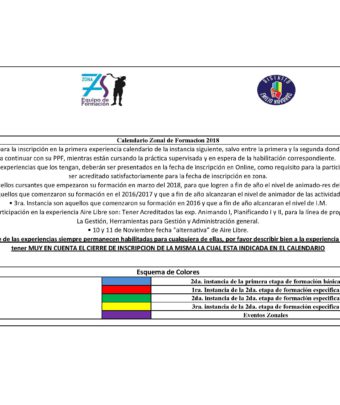 ZONA
7
Equipo de
Formación
DISTRITO
Calendario Zonal de Formacion 2018
ara la inscripción en la primera experiencia calendario de la instancia siguiente, salvo entre la primera y la segunda dond
a continuar con su PPF, mientras están cursando la práctica supervisada y en espera de la habilitación correspondiente.
experiencias que los tengan, deberán ser presentados en la fecha de Inscripción en Online, como requisito para la particip
ser acreditado satisfactoriamente para la fecha de inscripción en zona.
ellos cursantes que empezaron su formación en marzo del 2018, para que logren a fin de año el nivel de animado-res del
quellos que comenzaron su formación en el 2016/2017 y que a fin de año alcanzaran el nivel de animador de las actividad
• 3ra. Instancia son aquellos que comenzaron su formación en 2016 y que a fin de año alcanzaran el nivel de I.M.
rticipación en la experiencia Aire Libre son: Tener Acreditados las exp. Animando I, Planificando I y II, para la línea de prog
La Gestión, Herramientas para Gestión y Administración general.
• 10 y 11 de Noviembre fecha "alternativa" de Aire Libre.
e de las experiencias siempre permanecen habilitadas para cualquiera de ellas, por favor describir bien a la experiencia
tener MUY EN CUENTA EL CIERRE DE INSCRIPCION DE LA MISMA LA CUAL ESTA INDICADA EN EL CALENDARIO
Esquema de Colores
2da. instancia de la primera etapa de formación básica
1ra. Instancia de la 2da. etapa de formación específica
2da. instancia de la 2da. etapa de formación específica
3ra. instancia de la 2da. etapa de formación específica
Eventos Zonales